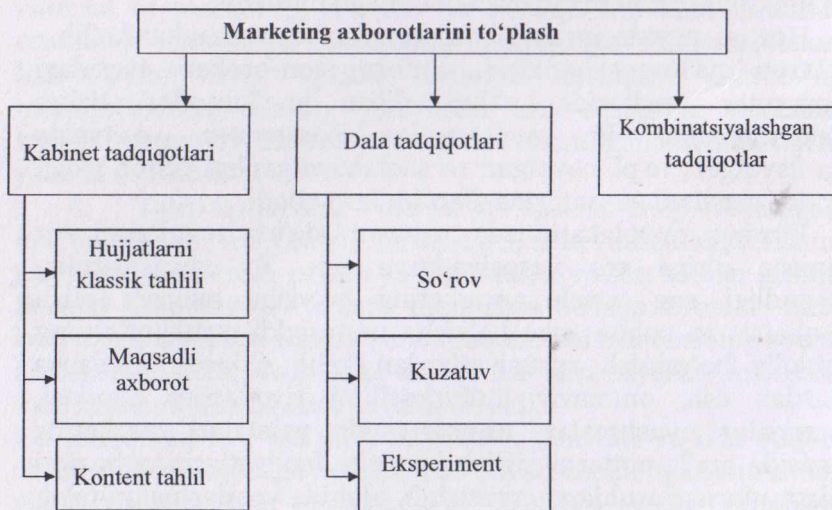 Marketing axborotlarini to‘plash
Kabinet tadqiqotlari
Dala tadqiqotlari
Kombinatsiyalashgan
tadqiqotlar
Hujjatlarni
klassik tahlili
Maqsadli
axborot
Kontent tahlil
So‘rov
Kuzatuv
Eksperiment